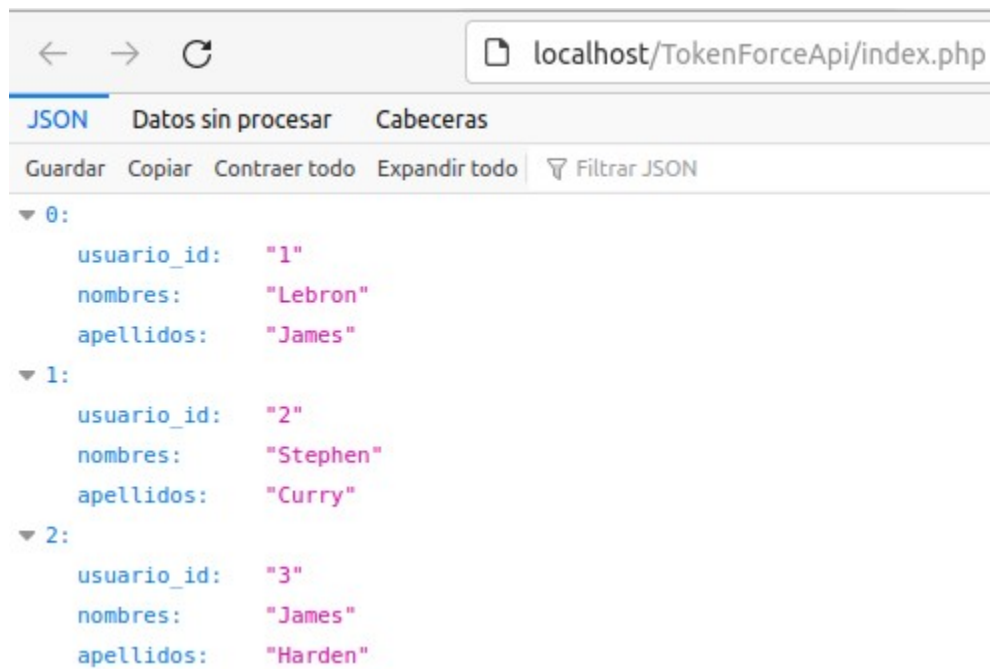 localhost/TokenForceApi/index.php
JSON Datos sin procesar Cabeceras
Guardar Copiar Contraer todo Expandir todo Filtrar JSON
0:
usuario_id: "1"
nombres: "Lebron"
apellidos: "James"
1:
usuario_id: "2"
nombres: "Stephen"
apellidos: "Curry"
2:
usuario_id: "3"
nombres: "James"
apellidos: "Harden"